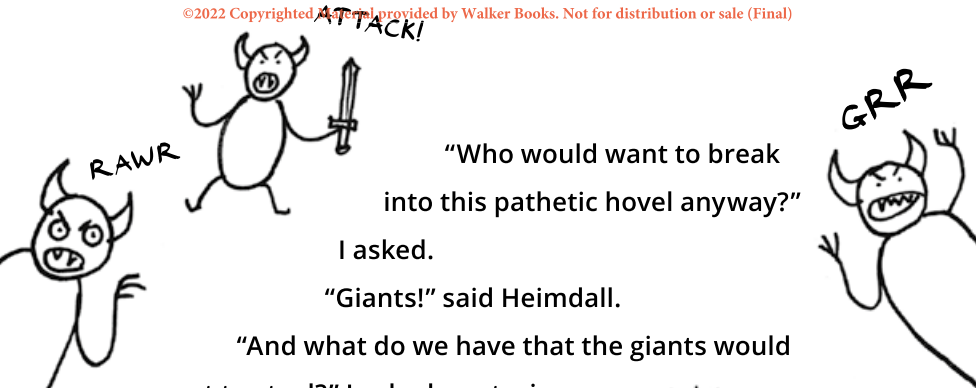 ©2022 Copyrighted Material provided by Walker Books. Not for distribution or sale (Final)
ATTACK!
GRR
RAWR
“Who would want to break
into this pathetic hovel anyway?”
I asked.
“Giants!” said Heimdall.
“And what do we have that the giants would